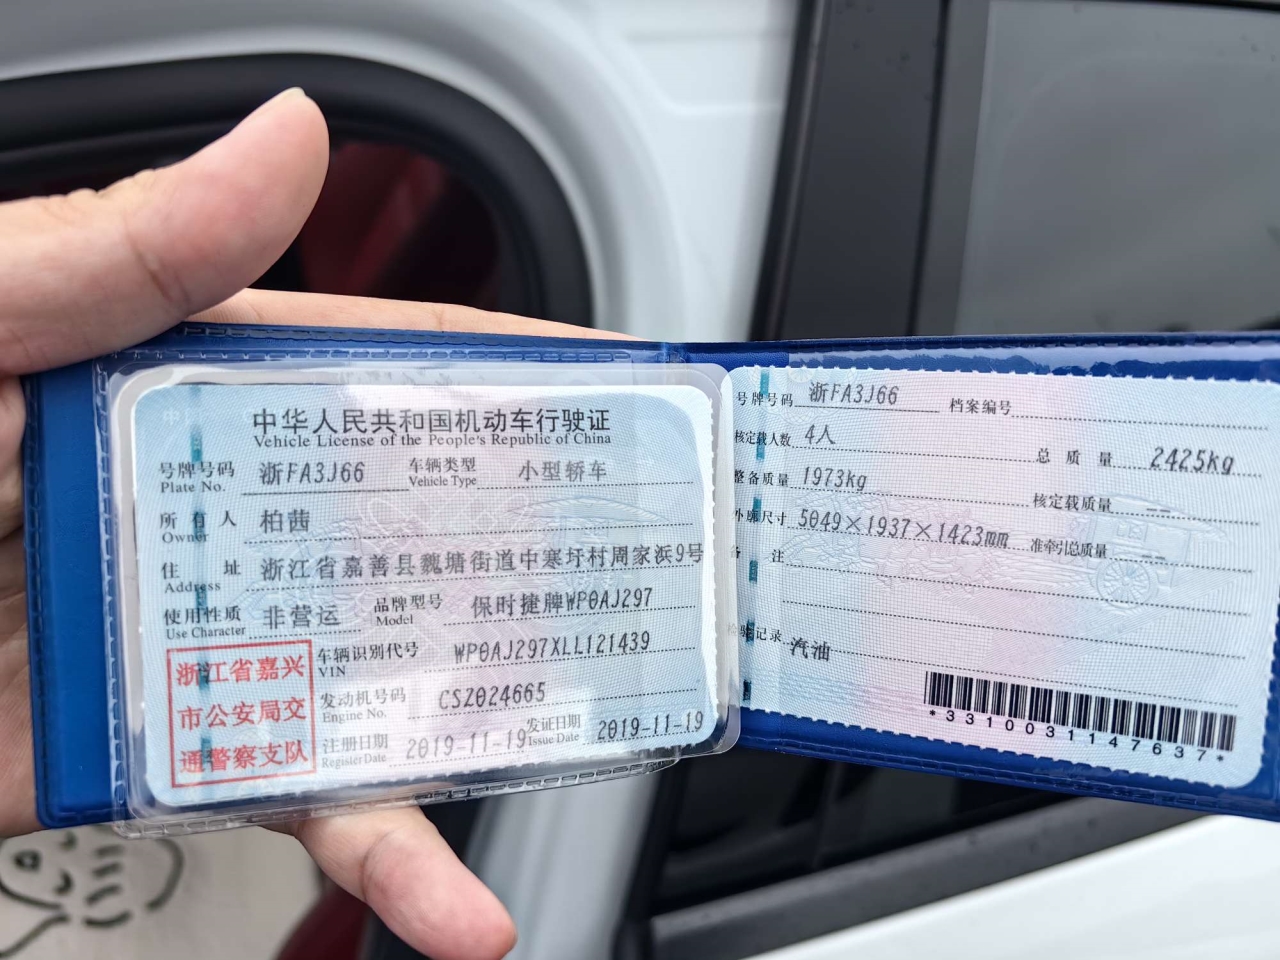 中华人民共和国机动车行驶证
Vehicle License of the People's Republic of China
号牌号码 浙FA3J66 车辆类型 小型轿车
Plate No. Vehicle Type
所有人 柏茜
Owner
住址 浙江省嘉善县魏塘街道中寒圩村周家浜9号
Address
使用性质 非营运 品牌型号 保时捷牌WP0AJ297
Use Character Model
浙江省嘉兴
市公安局交
通警察支队
车辆识别代号 WP0AJ297XLL121439
VIN
发动机号码 CSZ024665
Engine No.
注册日期 2019-11-19 发证日期 2019-11-19
Register Date Issue Date
号牌号码 浙FA3J66 档案编号
核定载人数 4人 总质量 2425kg
整备质量 1973kg 核定载质量 --
外廓尺寸 5049×1937×1423mm 准牵引总质量 --
备注
检验记录 汽油
*3310031147637*